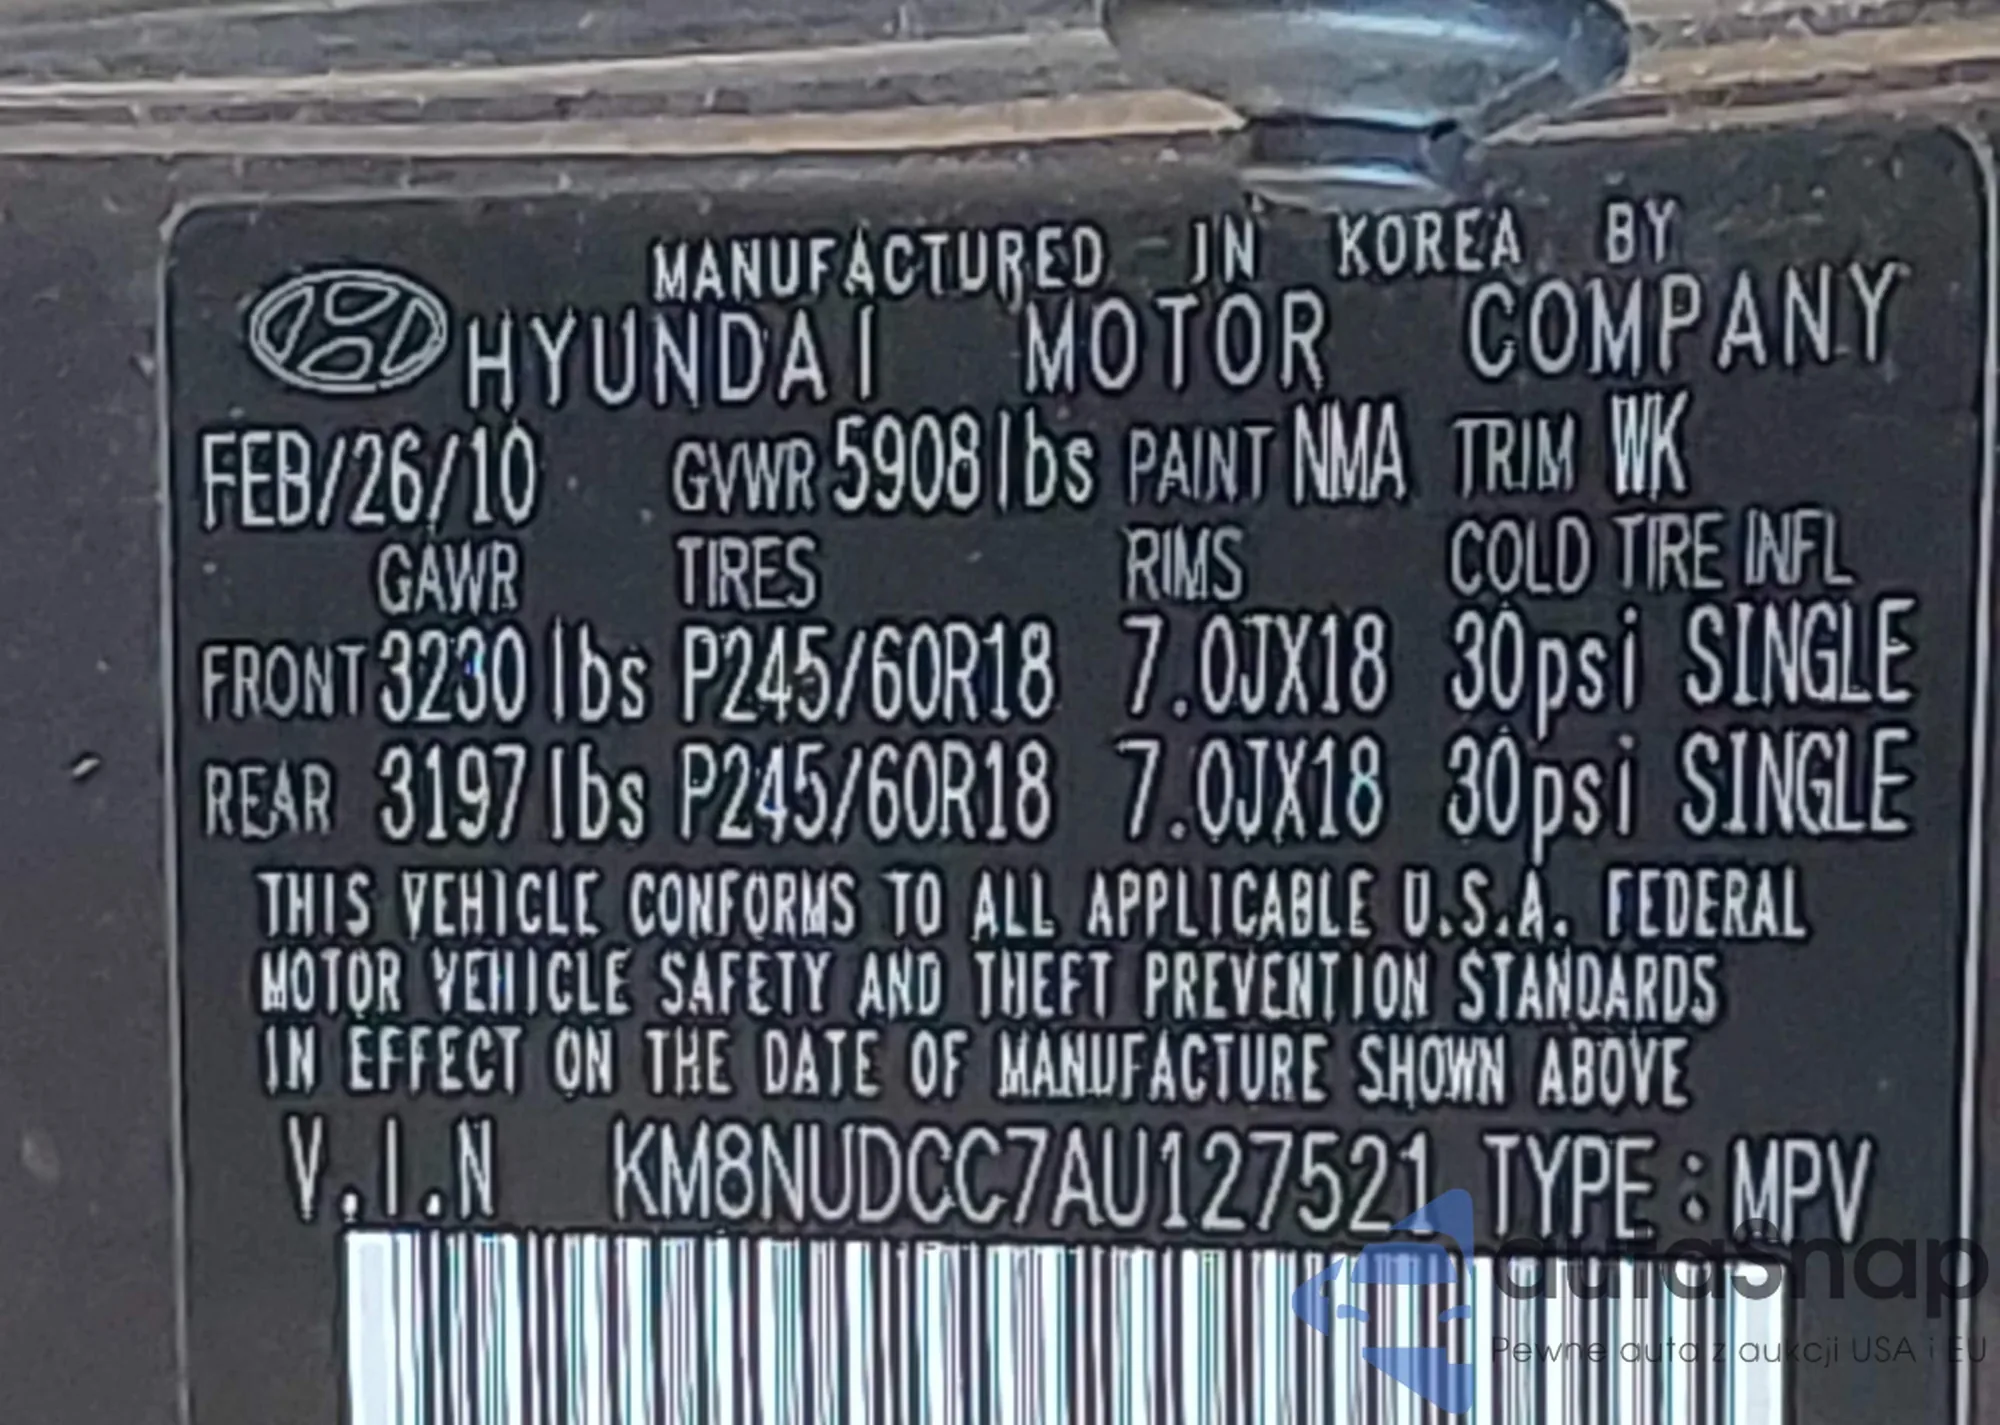 MANUFACTURED IN KOREA BY
HYUNDAI MOTOR COMPANY
FEB/26/10 GVWR 5908lbs PAINT NMA TRIM WK
GAWR TIRES RIMS COLD TIRE INFL
FRONT 3230 lbs P245/60R18 7.0JX18 30psi SINGLE
REAR 3197 lbs P245/60R18 7.0JX18 30psi SINGLE
THIS VEHICLE CONFORMS TO ALL APPLICABLE U.S.A. FEDERAL
MOTOR VEHICLE SAFETY AND THEFT PREVENTION STANDARDS
IN EFFECT ON THE DATE OF MANUFACTURE SHOWN ABOVE
V.I.N KM8NUDCC7AU127521 TYPE : MPV
autasnap
Pewne auta z aukcji USA i EU